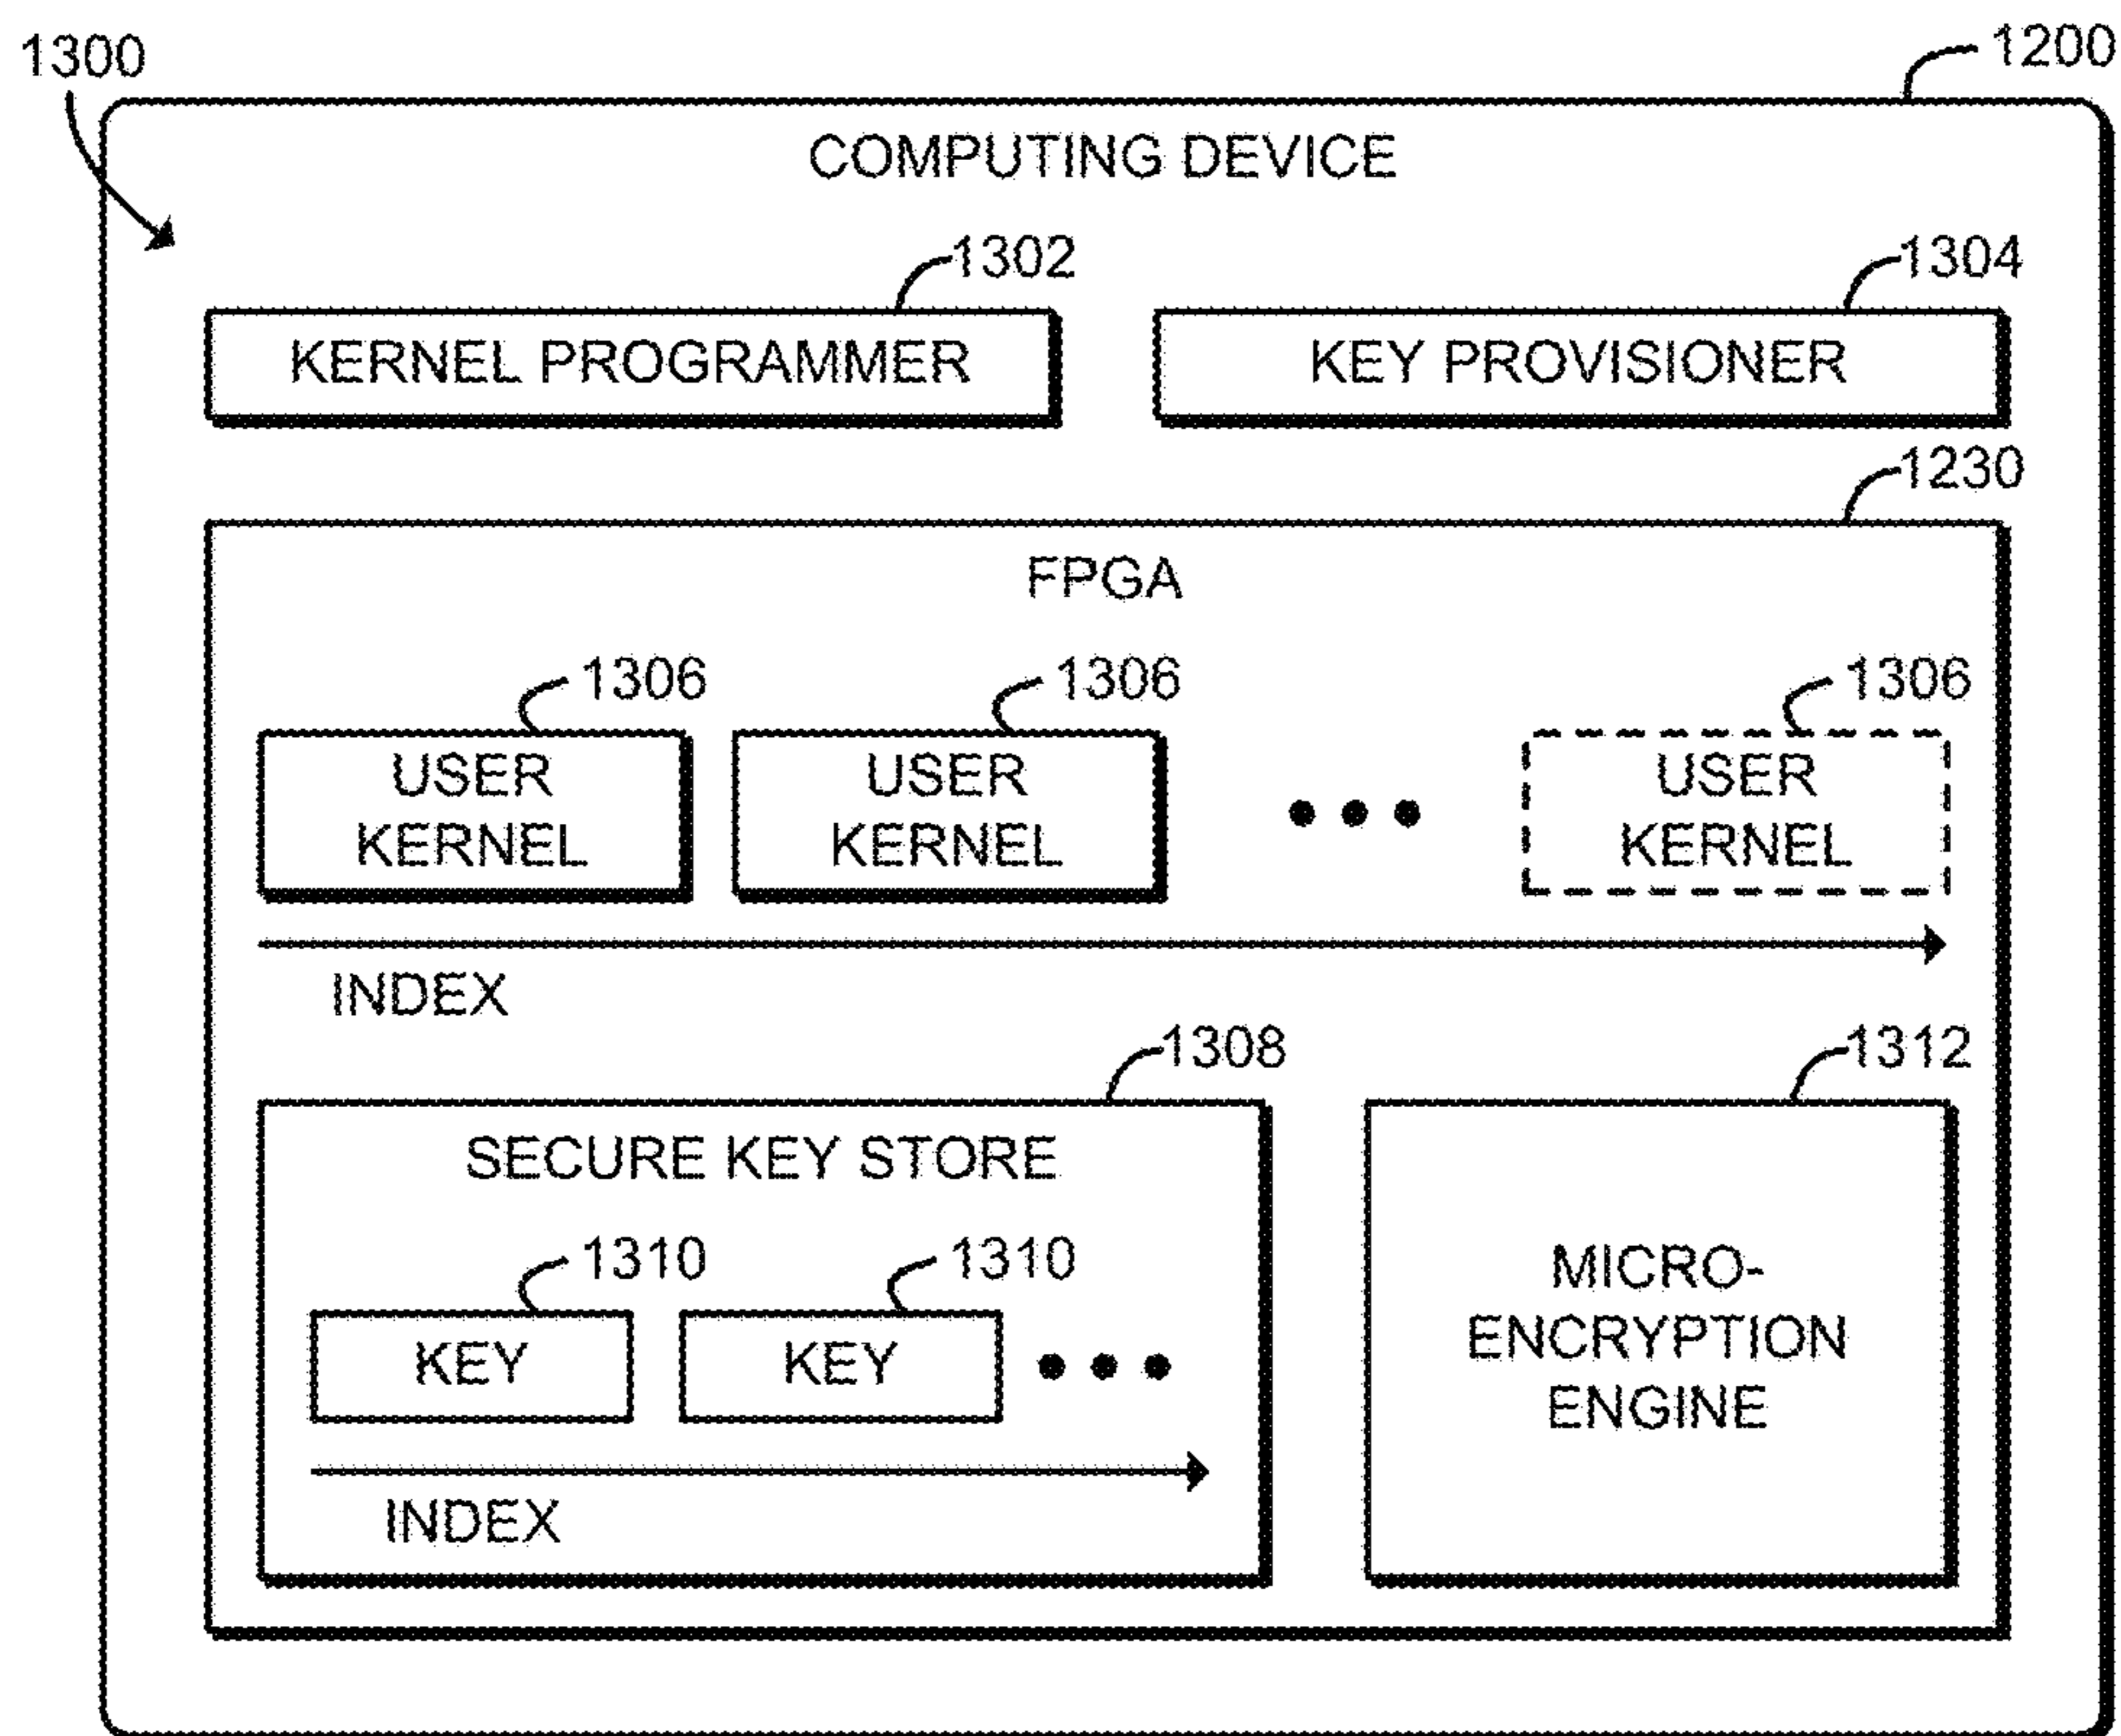 1300
1200
COMPUTING DEVICE
1302
1304
KERNEL PROGRAMMER
KEY PROVISIONER
1230
FPGA
1306
1306
1306
USER
KERNEL
USER
KERNEL
USER
KERNEL
INDEX
1308
1312
SECURE KEY STORE
1310
1310
KEY
KEY
INDEX
MICRO-
ENCRYPTION
ENGINE